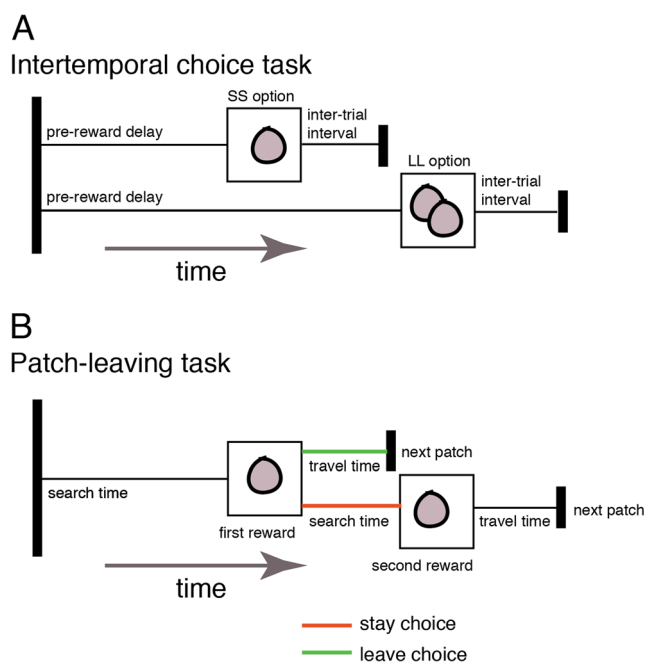 A
Intertemporal choice task
SS option
inter-trial
interval
pre-reward delay
LL option
inter-trial
interval
pre-reward delay
time
B
Patch-leaving task
next patch
travel time
search time
search time
travel time
next patch
first reward
second reward
time
stay choice
leave choice